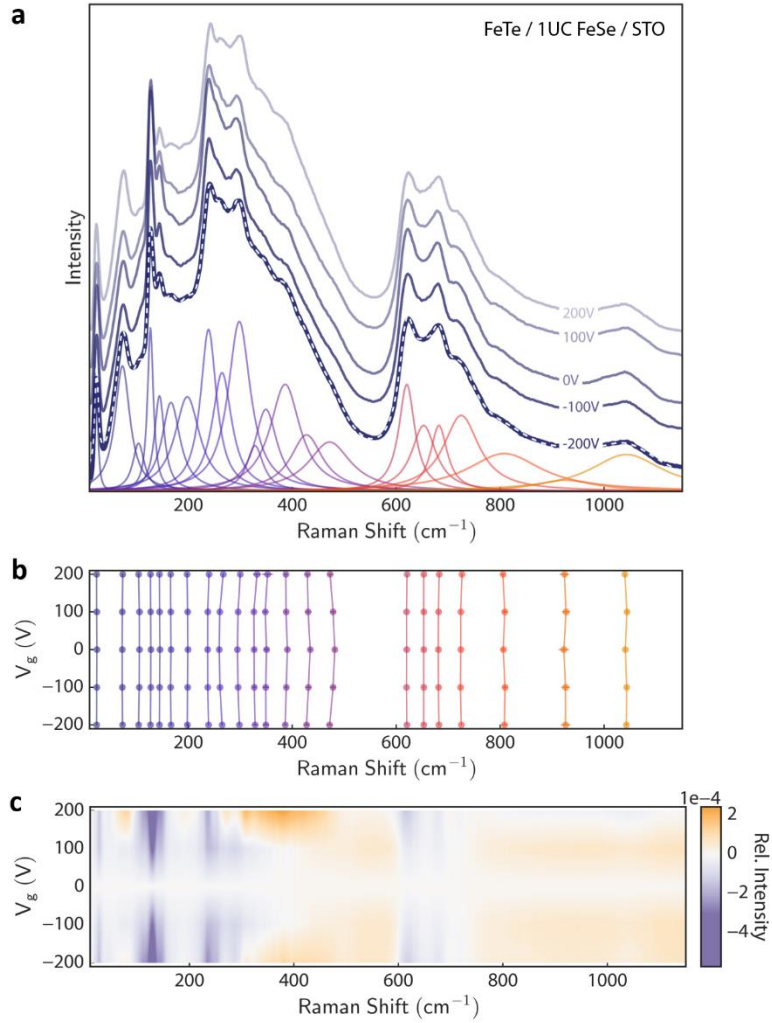 a
FeTe / 1UC FeSe / STO
Intensity
200V
100V
0V
-100V
-200V
200 400 600 800 1000
Raman Shift (cm⁻¹)
b
V_g (V)
200
100
0
−100
−200
200 400 600 800 1000
Raman Shift (cm⁻¹)
c
1e−4
V_g (V)
200
100
0
−100
−200
2
0
−2
−4
Rel. Intensity
200 400 600 800 1000
Raman Shift (cm⁻¹)